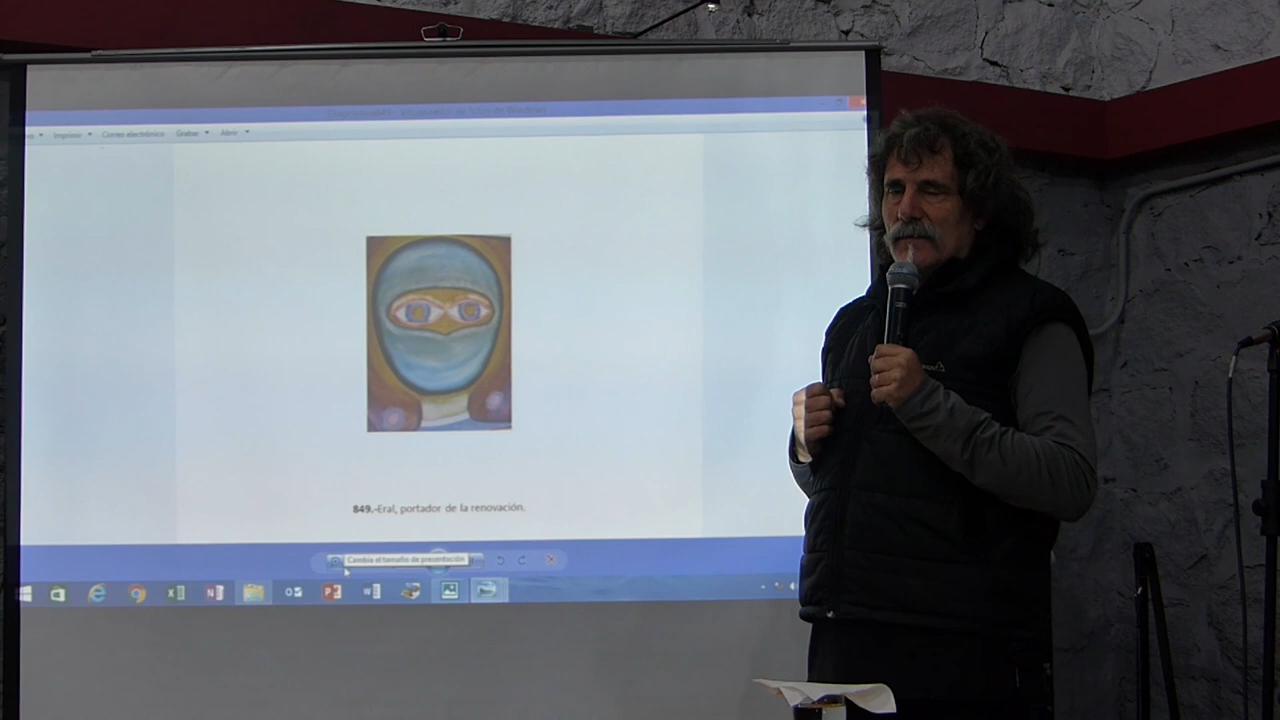 Imprimir Correo electrónico Grabar Abrir
849.-Eral, portador de la renovación.
Cambia el tamaño de presentación